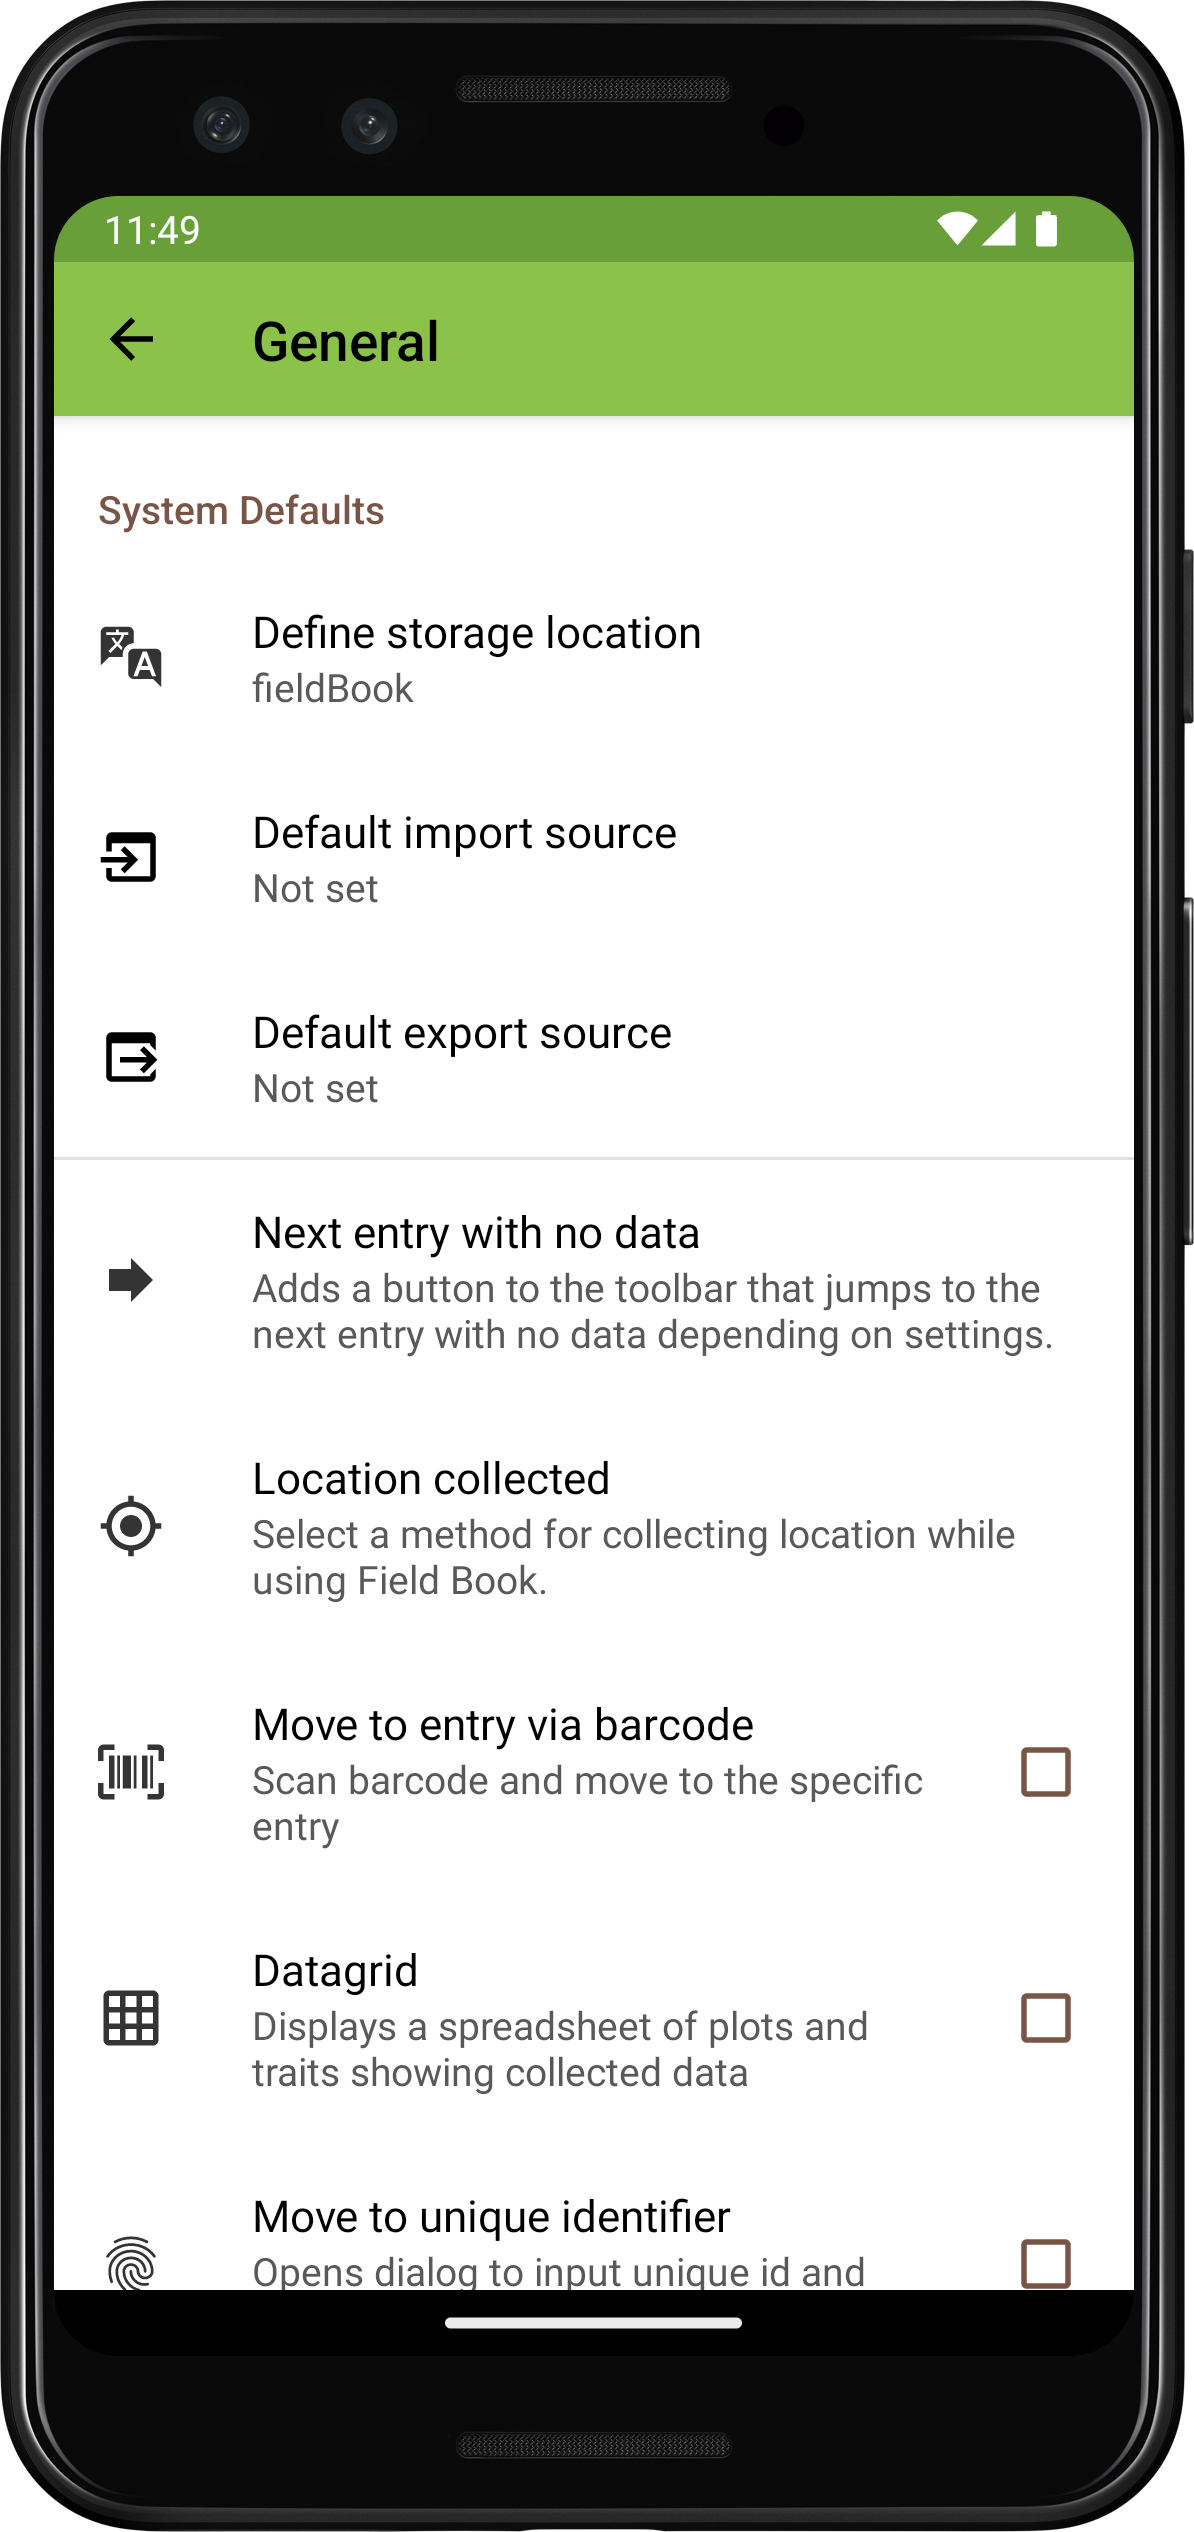 11:49
General
System Defaults
Define storage location
fieldBook
Default import source
Not set
Default export source
Not set
Next entry with no data
Adds a button to the toolbar that jumps to the
next entry with no data depending on settings.
Location collected
Select a method for collecting location while
using Field Book.
Move to entry via barcode
Scan barcode and move to the specific
entry
Datagrid
Displays a spreadsheet of plots and
traits showing collected data
Move to unique identifier
Opens dialog to input unique id and